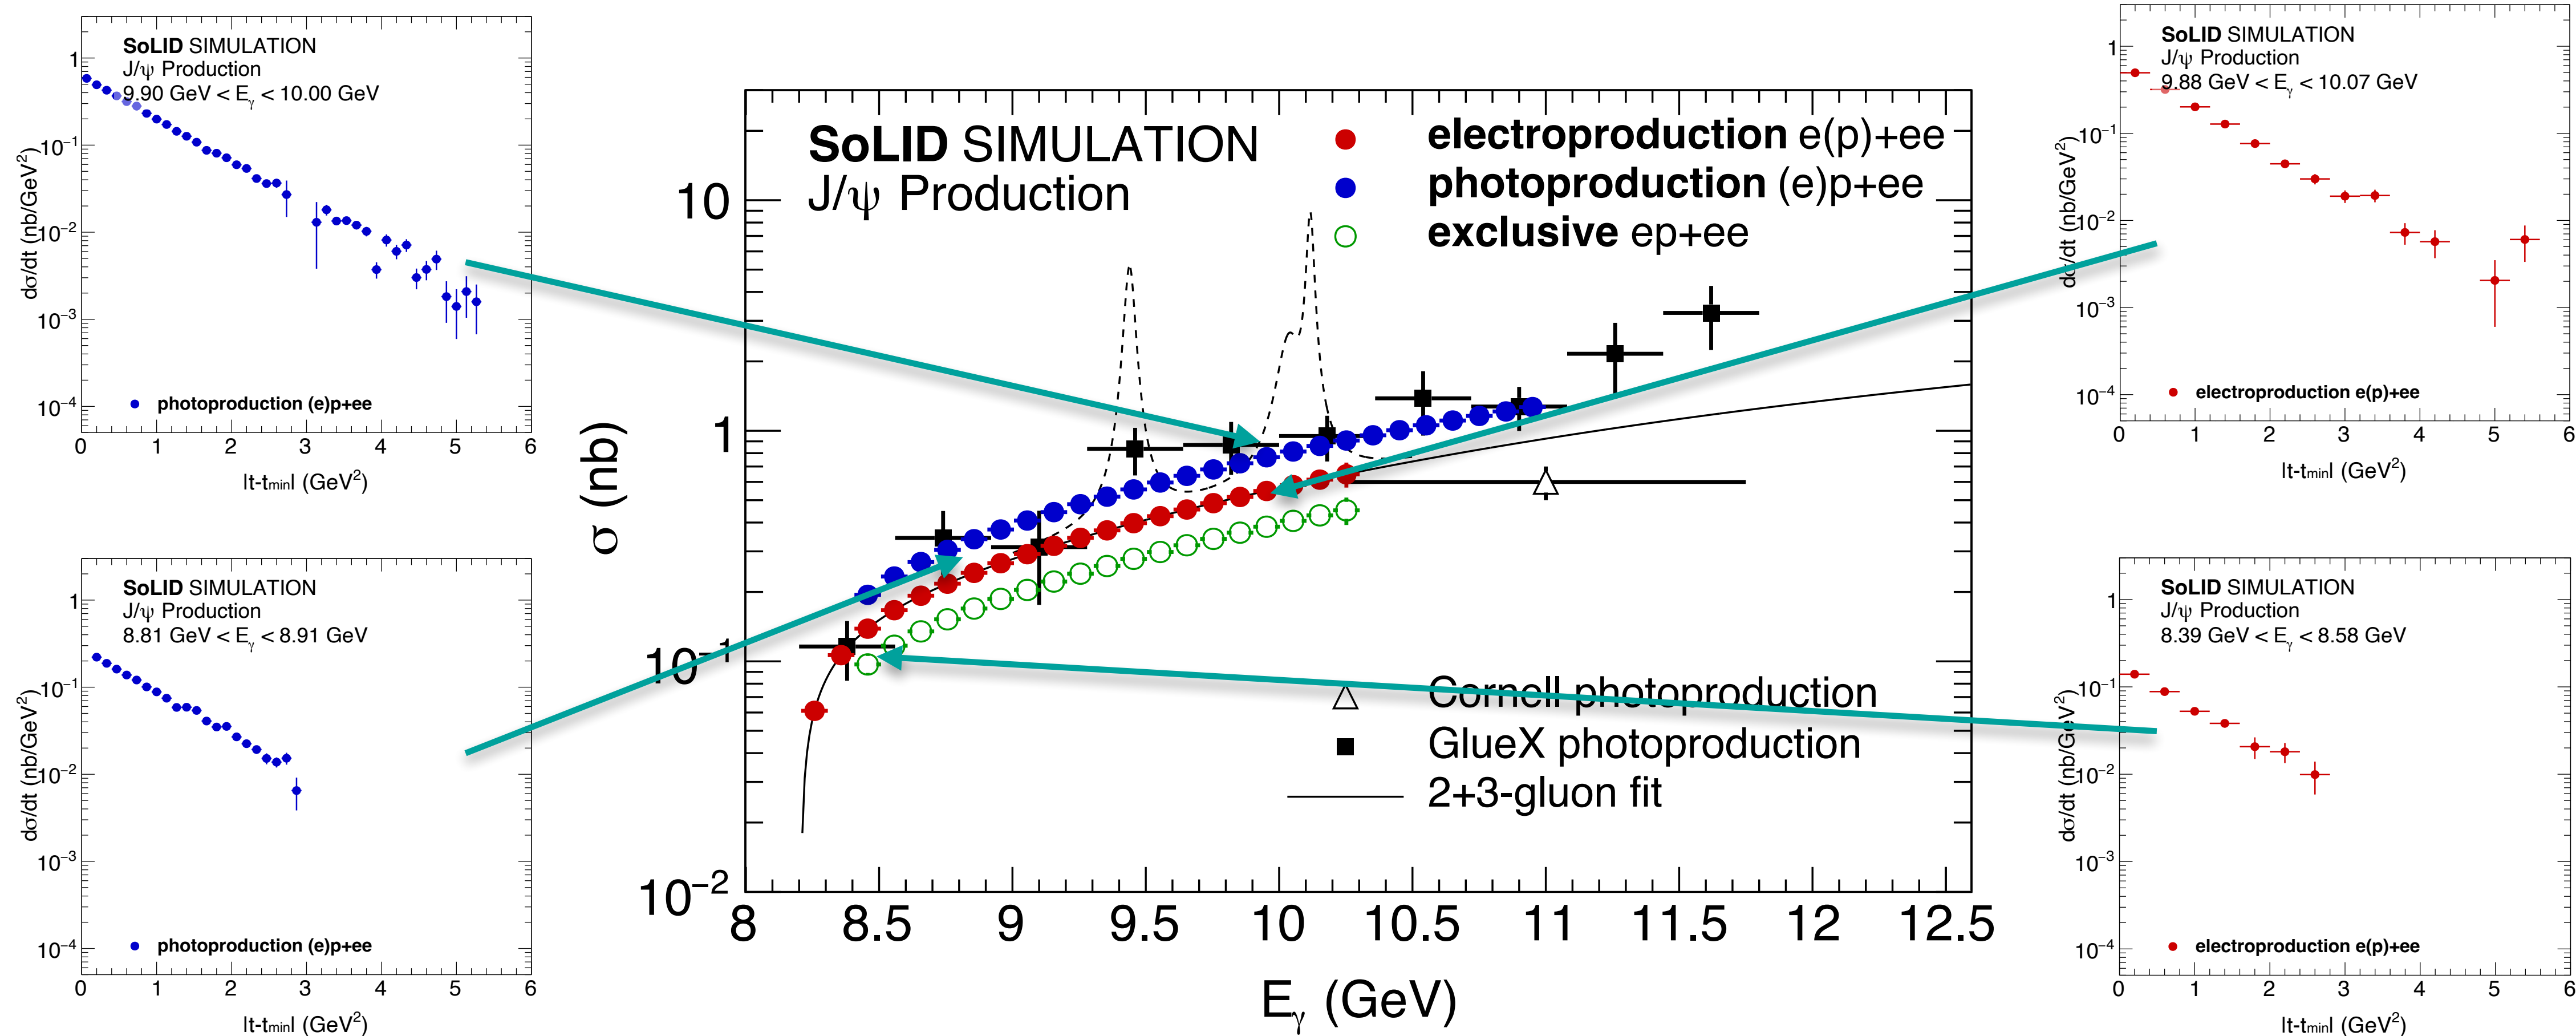 SoLID SIMULATION
J/ψ Production
9.90 GeV < Eγ < 10.00 GeV
dσ/dt (nb/GeV²)
1
10⁻¹
10⁻²
10⁻³
10⁻⁴
photoproduction (e)p+ee
0 1 2 3 4 5 6
|t-tmin| (GeV²)
SoLID SIMULATION
J/ψ Production
8.81 GeV < Eγ < 8.91 GeV
dσ/dt (nb/GeV²)
1
10⁻¹
10⁻²
10⁻³
10⁻⁴
photoproduction (e)p+ee
0 1 2 3 4 5 6
|t-tmin| (GeV²)
SoLID SIMULATION
J/ψ Production
electroproduction e(p)+ee
photoproduction (e)p+ee
exclusive ep+ee
σ (nb)
10
1
10⁻¹
10⁻²
Cornell photoproduction
GlueX photoproduction
2+3-gluon fit
8 8.5 9 9.5 10 10.5 11 11.5 12 12.5
Eγ (GeV)
SoLID SIMULATION
J/ψ Production
9.88 GeV < Eγ < 10.07 GeV
dσ/dt (nb/GeV²)
1
10⁻¹
10⁻²
10⁻³
10⁻⁴
electroproduction e(p)+ee
0 1 2 3 4 5 6
|t-tmin| (GeV²)
SoLID SIMULATION
J/ψ Production
8.39 GeV < Eγ < 8.58 GeV
dσ/dt (nb/GeV²)
1
10⁻¹
10⁻²
10⁻³
10⁻⁴
electroproduction e(p)+ee
0 1 2 3 4 5 6
|t-tmin| (GeV²)